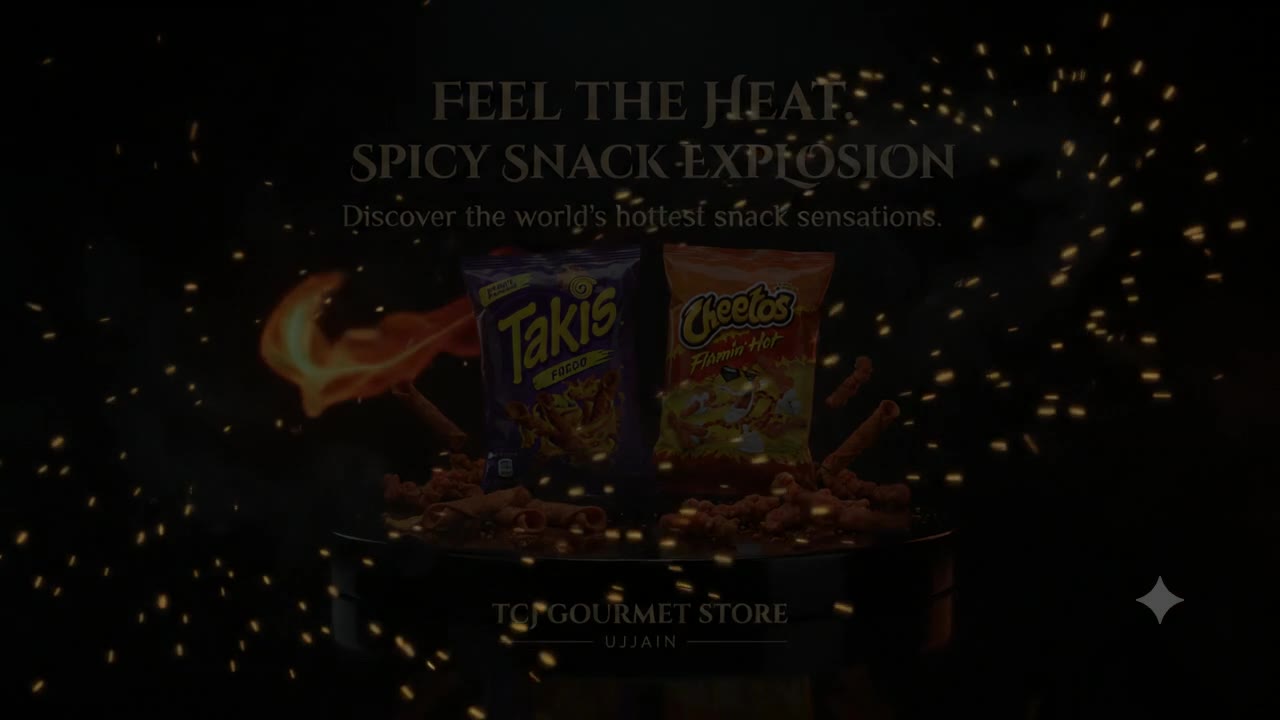 FEEL THE HEAT.
SPICY SNACK EXPLOSION
Discover the world's hottest snack sensations.
Takis
FUEGO
Cheetos
Flamin' Hot
TCJ GOURMET STORE
UJJAIN